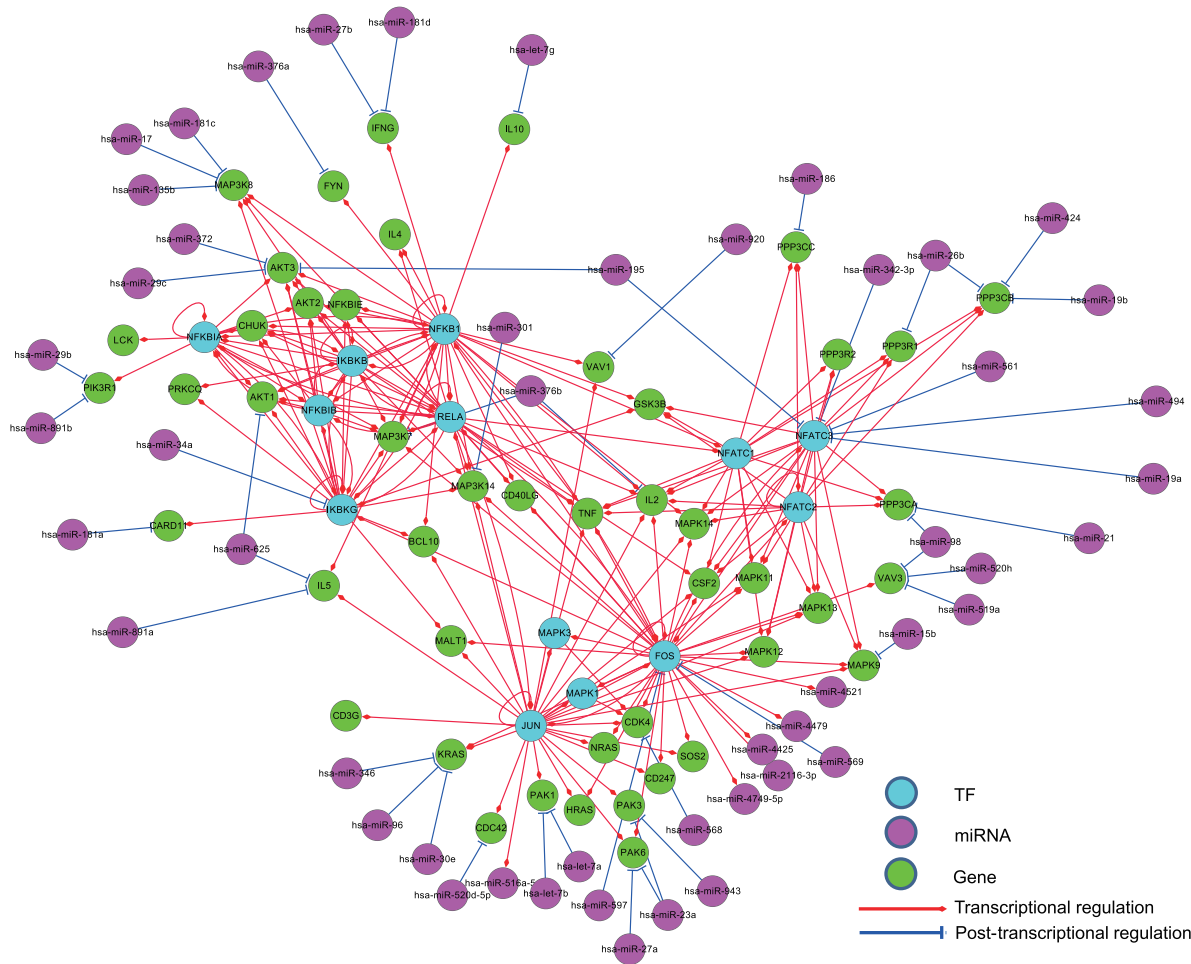 hsa-miR-181d
hsa-miR-27b
hsa-let-7g
hsa-miR-376a
hsa-miR-181c
IFNG
IL10
hsa-miR-17
hsa-miR-186
hsa-miR-135b
MAP3K8
FYN
hsa-miR-424
IL4
hsa-miR-372
hsa-miR-920
PPP3CC
hsa-miR-26b
AKT3
hsa-miR-195
hsa-miR-342-3p
hsa-miR-29c
AKT2
NFKBIE
PPP3CB
hsa-miR-19b
CHUK
NFKB1
hsa-miR-301
LCK
NFKBIA
hsa-miR-29b
IKBKB
VAV1
PPP3R2
PPP3R1
hsa-miR-561
PIK3R1
PRKCQ
AKT1
hsa-miR-376b
hsa-miR-494
NFKBIB
RELA
GSK3B
hsa-miR-891b
MAP3K7
NFATC3
hsa-miR-34a
NFATC1
MAP3K14
hsa-miR-19a
CD40LG
IKBKG
TNF
IL2
NFATC2
PPP3CA
CARD11
hsa-miR-181a
MAPK14
BCL10
hsa-miR-21
hsa-miR-625
hsa-miR-98
IL5
CSF2
MAPK11
VAV3
hsa-miR-520h
MAPK13
hsa-miR-519a
hsa-miR-891a
MALT1
MAPK3
hsa-miR-15b
FOS
MAPK12
MAPK9
MAPK1
hsa-miR-4521
CD3G
JUN
CDK4
hsa-miR-4479
KRAS
NRAS
SOS2
hsa-miR-4425
hsa-miR-569
hsa-miR-346
CD247
hsa-miR-2116-3p
PAK1
HRAS
PAK3
hsa-miR-4749-5p
TF
hsa-miR-96
CDC42
hsa-miR-568
miRNA
hsa-miR-30e
PAK6
hsa-let-7a
Gene
hsa-miR-520d-5p
hsa-miR-516a-5
hsa-let-7b
hsa-miR-943
hsa-miR-597
hsa-miR-23a
Transcriptional regulation
Post-transcriptional regulation
hsa-miR-27a